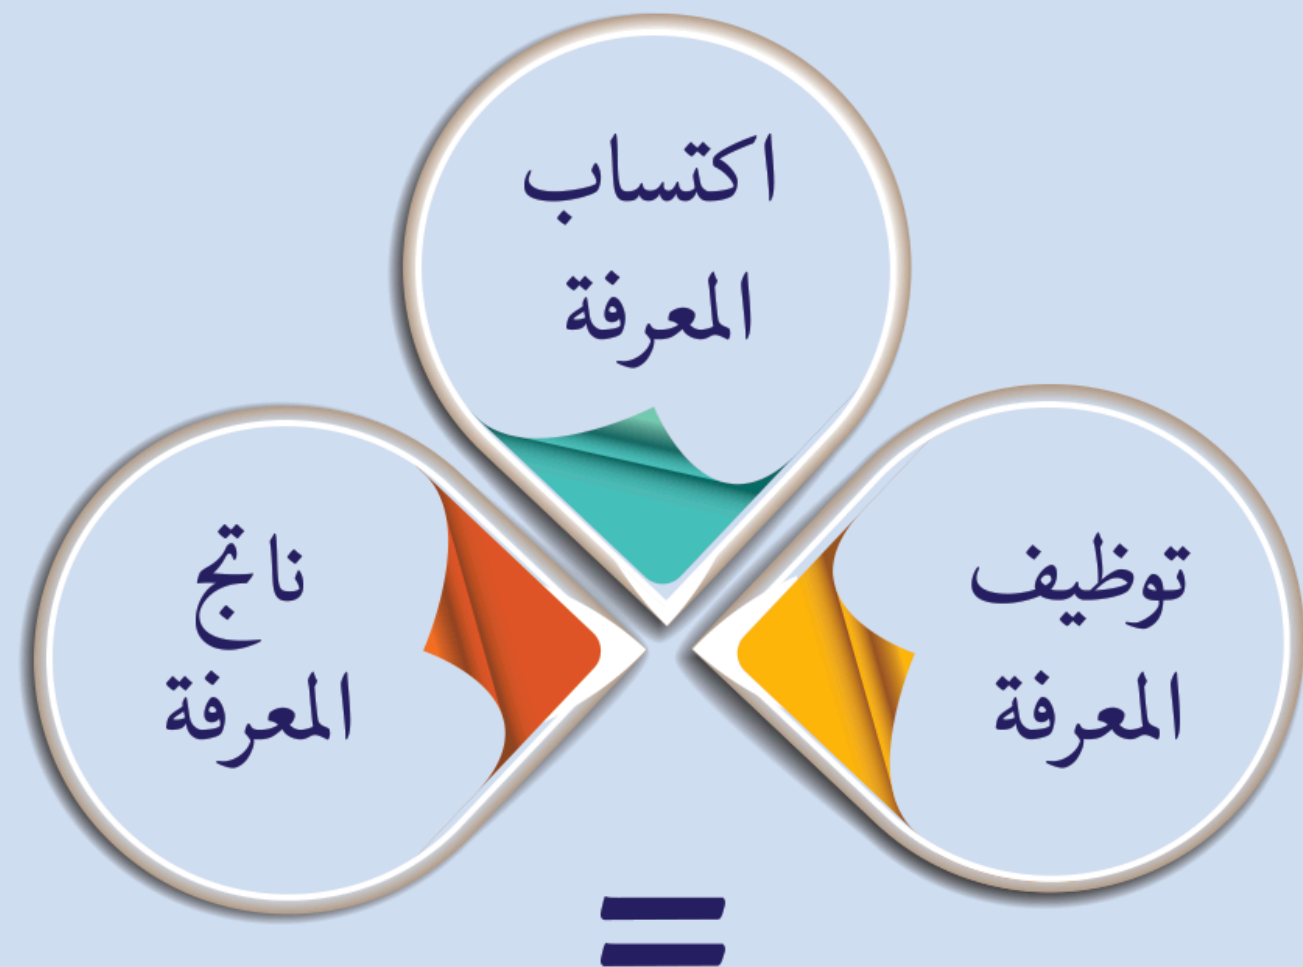 اكتساب
المعرفة
توظيف
المعرفة
ناتج
المعرفة
=